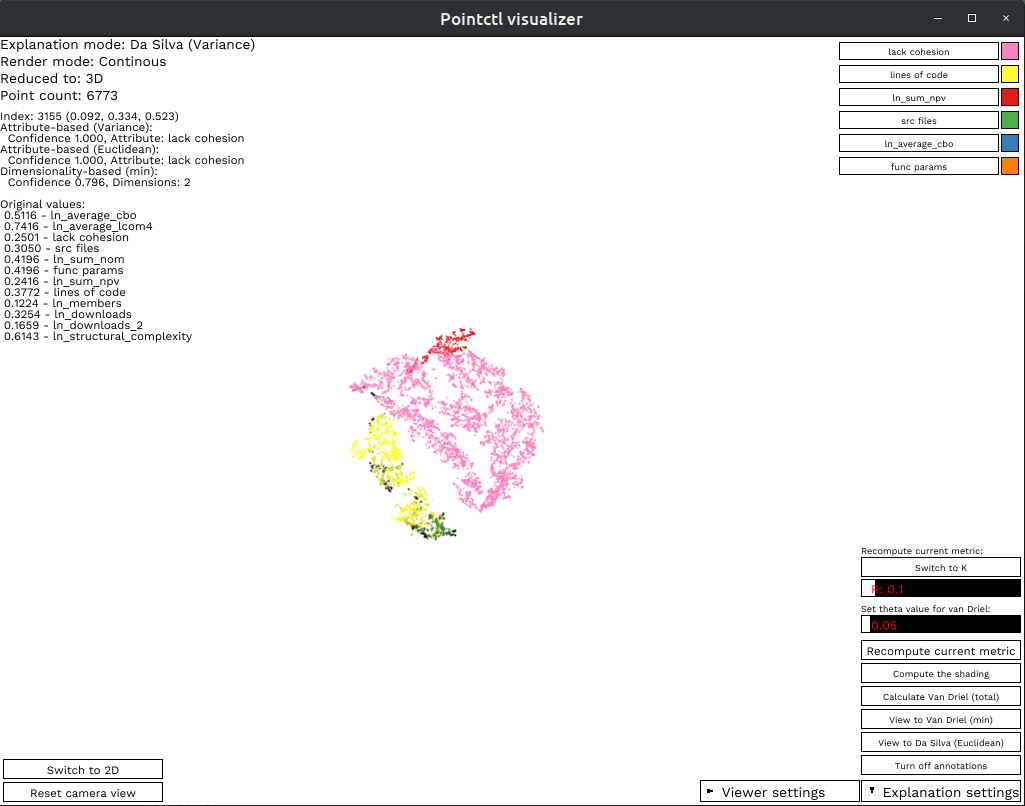 Pointctl visualizer
Explanation mode: Da Silva (Variance)
Render mode: Continous
Reduced to: 3D
Point count: 6773
Index: 3155 (0.092, 0.334, 0.523)
Attribute-based (Variance):
Confidence 1.000, Attribute: lack cohesion
Attribute-based (Euclidean):
Confidence 1.000, Attribute: lack cohesion
Dimensionality-based (min):
Confidence 0.796, Dimensions: 2
Original values:
0.5116 - ln_average_cbo
0.7416 - ln_average_lcom4
0.2501 - lack cohesion
0.3050 - src files
0.4196 - ln_sum_nom
0.4196 - func params
0.2416 - ln_sum_npv
0.3772 - lines of code
0.1224 - ln_members
0.3254 - ln_downloads
0.1659 - ln_downloads_2
0.6143 - ln_structural_complexity
lack cohesion
lines of code
ln_sum_npv
src files
ln_average_cbo
func params
Recompute current metric:
Switch to K
R: 0.1
Set theta value for van Driel:
0.05
Recompute current metric
Compute the shading
Calculate Van Driel (total)
View to Van Driel (min)
View to Da Silva (Euclidean)
Turn off annotations
Switch to 2D
Reset camera view
Viewer settings
Explanation settings